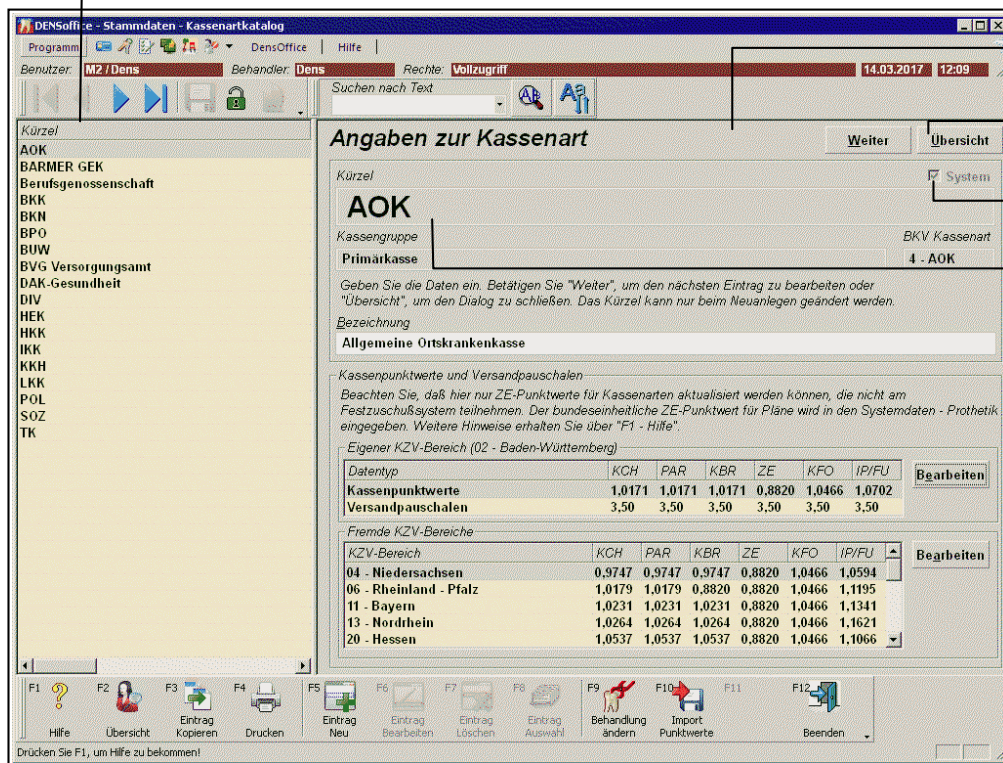 DENSoffice - Stammdaten - Kassenartkatalog
Programm DensOffice | Hilfe |
Benutzer: M2 / Dens Behandler: Dens Rechte: Vollzugriff 14.03.2017 12:09
Suchen nach Text
Kürzel
AOK
BARMER GEK
Berufsgenossenschaft
BKK
BKN
BPO
BUW
BVG Versorgungsamt
DAK-Gesundheit
DIV
HEK
HKK
IKK
KKH
LKK
POL
SOZ
TK
Angaben zur Kassenart Weiter Übersicht
Kürzel System
AOK
Kassengruppe BKV Kassenart
Primärkasse 4 - AOK
Geben Sie die Daten ein. Betätigen Sie "Weiter", um den nächsten Eintrag zu bearbeiten oder
"Übersicht", um den Dialog zu schließen. Das Kürzel kann nur beim Neuanlegen geändert werden.
Bezeichnung
Allgemeine Ortskrankenkasse
Kassenpunktwerte und Versandpauschalen
Beachten Sie, daß hier nur ZE-Punktwerte für Kassenarten aktualisiert werden können, die nicht am
Festzuschußsystem teilnehmen. Der bundeseinheitliche ZE-Punktwert für Pläne wird in den Systemdaten - Prothetik
eingegeben. Weitere Hinweise erhalten Sie über "F1 - Hilfe".
Eigener KZV-Bereich (02 - Baden-Württemberg)
Datentyp KCH PAR KBR ZE KFO IP/FU Bearbeiten
Kassenpunktwerte 1,0171 1,0171 1,0171 0,8820 1,0466 1,0702
Versandpauschalen 3,50 3,50 3,50 3,50 3,50 3,50
Fremde KZV-Bereiche
KZV-Bereich KCH PAR KBR ZE KFO IP/FU Bearbeiten
04 - Niedersachsen 0,9747 0,9747 0,9747 0,8820 1,0466 1,0594
06 - Rheinland - Pfalz 1,0179 1,0179 0,8820 0,8820 1,0466 1,1195
11 - Bayern 1,0231 1,0231 1,0231 0,8820 1,0466 1,1341
13 - Nordrhein 1,0264 1,0264 1,0264 0,8820 1,0466 1,1621
20 - Hessen 1,0537 1,0537 1,0537 0,8820 1,0466 1,1066
F1 F2 F3 F4 F5 F6 F7 F8 F9 F10 F11 F12
Hilfe Übersicht Eintrag Kopieren Drucken Eintrag Neu Eintrag Bearbeiten Eintrag Löschen Eintrag Auswahl Behandlung ändern Import Punktwerte Beenden
Drücken Sie F1, um Hilfe zu bekommen!